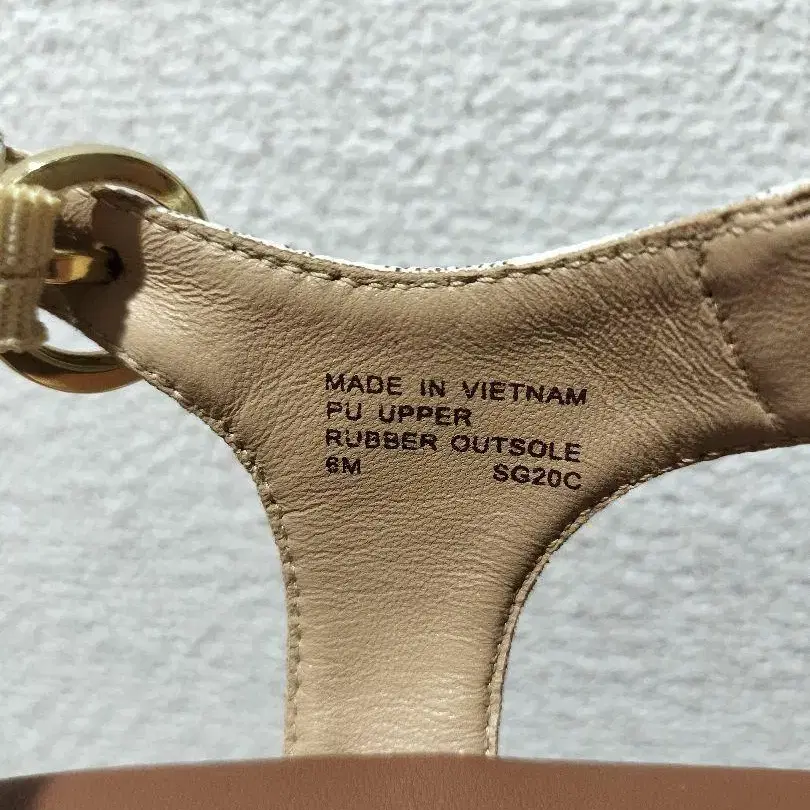 MADE IN VIETNAM
PU UPPER
RUBBER OUTSOLE
6M SG20C